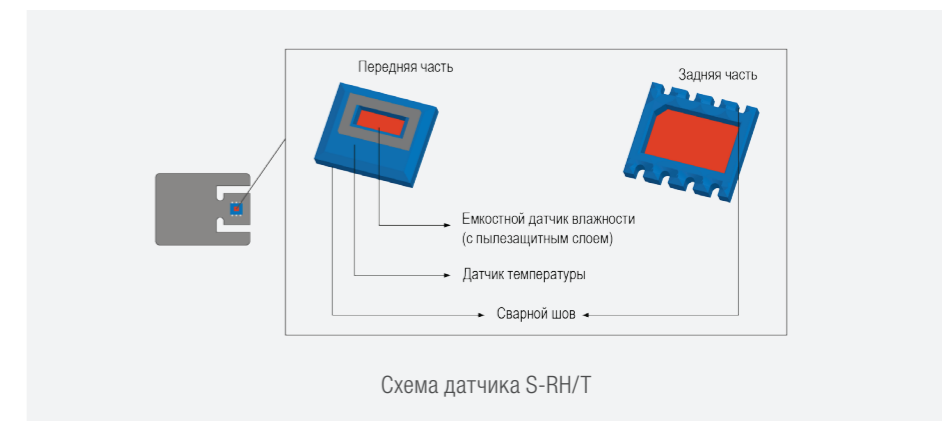 Передняя часть
Задняя часть
Емкостной датчик влажности
(с пылезащитным слоем)
Датчик температуры
Сварной шов
Схема датчика S-RH/T